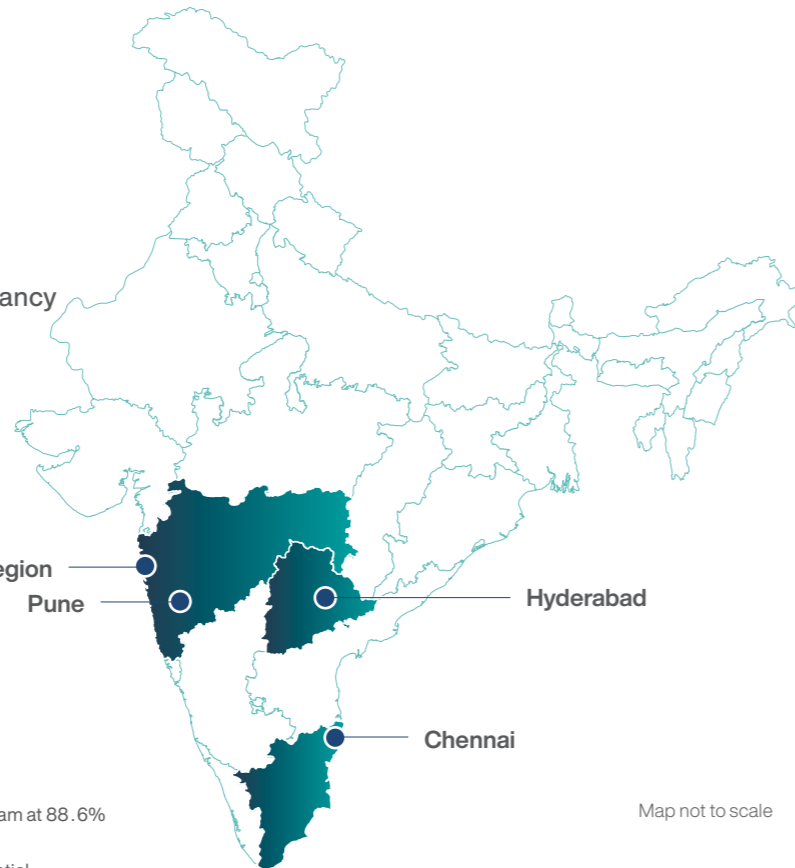 ancy
egion
Pune
Hyderabad
Chennai
am at 88.6%
Map not to scale